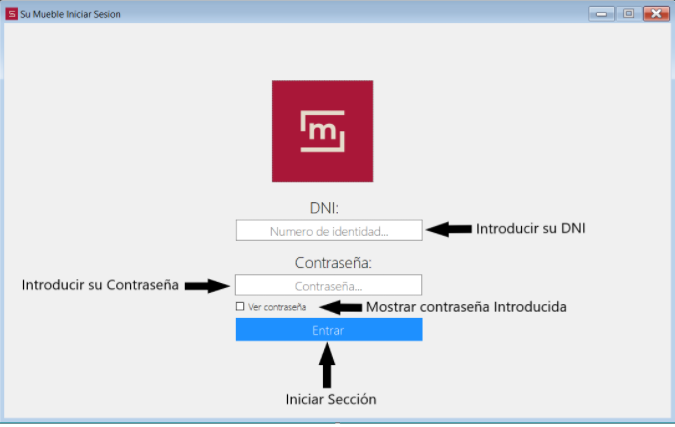 S Su Mueble Iniciar Sesion
m
DNI:
Numero de identidad...
Introducir su DNI
Contraseña:
Introducir su Contraseña
Contraseña...
Ver contraseña
Mostrar contraseña Introducida
Entrar
Iniciar Sección